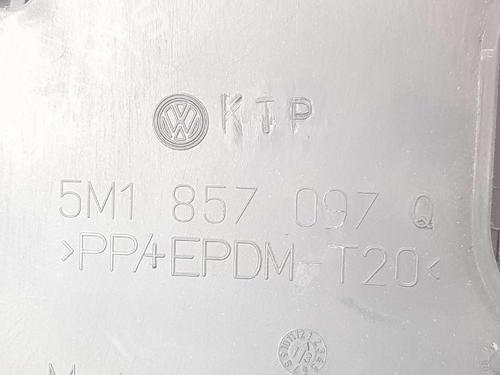 KTP
5M1 857 097 Q
>PP/EPDM-T20<